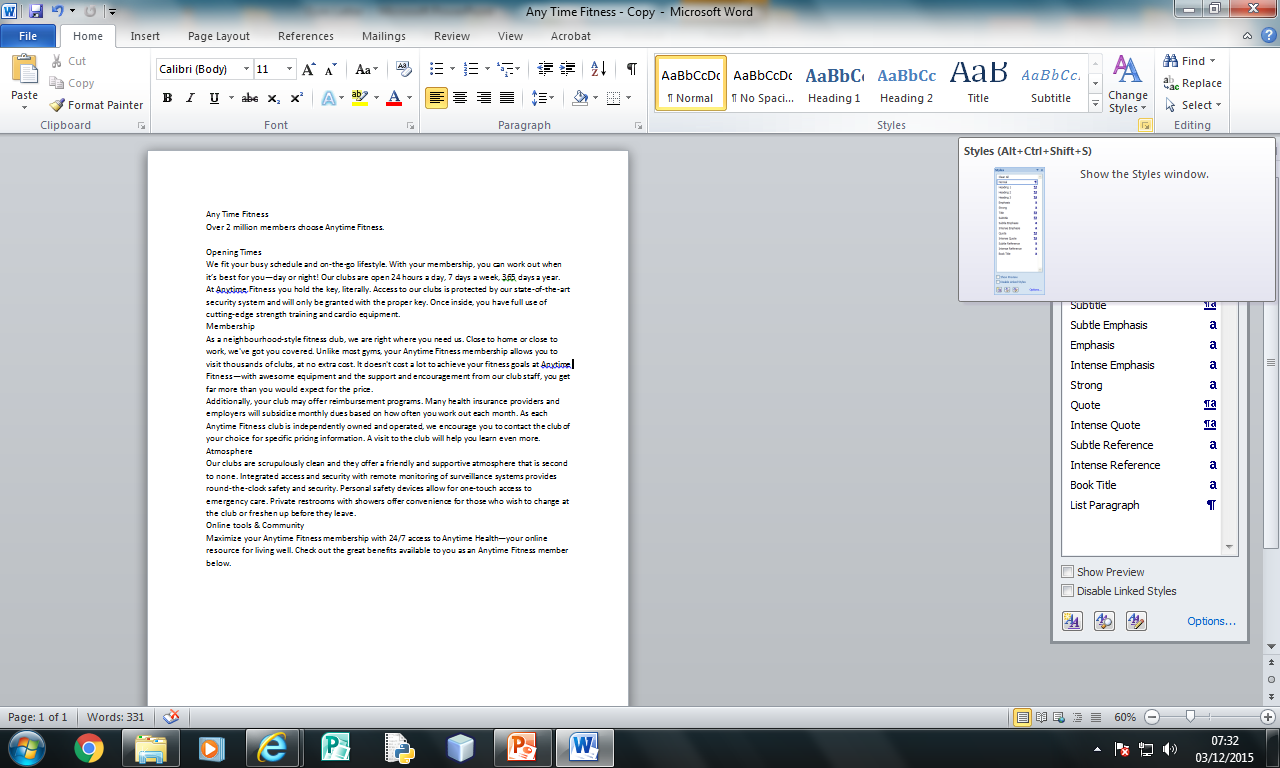 Any Time Fitness - Copy - Microsoft Word
File Home Insert Page Layout References Mailings Review View Acrobat
Paste
Cut
Copy
Format Painter
Clipboard
Calibri (Body) 11
Font
Paragraph
AaBbCcDc AaBbCcDc AaBbCc AaBbCc AaB AaBbCc.
¶ Normal ¶ No Spaci... Heading 1 Heading 2 Title Subtitle
Change Styles
Styles
Find
Replace
Select
Editing
Styles (Alt+Ctrl+Shift+S)
Show the Styles window.
Any Time Fitness
Over 2 million members choose Anytime Fitness.
Opening Times
We fit your busy schedule and on-the-go lifestyle. With your membership, you can work out when
it's best for you—day or night! Our clubs are open 24 hours a day, 7 days a week, 365 days a year.
At Anytime Fitness you hold the key, literally. Access to our clubs is protected by our state-of-the-art
security system and will only be granted with the proper key. Once inside, you have full use of
cutting-edge strength training and cardio equipment.
Membership
As a neighbourhood-style fitness club, we are right where you need us. Close to home or close to
work, we've got you covered. Unlike most gyms, your Anytime Fitness membership allows you to
visit thousands of clubs, at no extra cost. It doesn't cost a lot to achieve your fitness goals at Anytime
Fitness—with awesome equipment and the support and encouragement from our club staff, you get
far more than you would expect for the price.
Additionally, your club may offer reimbursement programs. Many health insurance providers and
employers will subsidize monthly dues based on how often you work out each month. As each
Anytime Fitness club is independently owned and operated, we encourage you to contact the club of
your choice for specific pricing information. A visit to the club will help you learn even more.
Atmosphere
Our clubs are scrupulously clean and they offer a friendly and supportive atmosphere that is second
to none. Integrated access and security with remote monitoring of surveillance systems provides
round-the-clock safety and security. Personal safety devices allow for one-touch access to
emergency care. Private restrooms with showers offer convenience for those who wish to change at
the club or freshen up before they leave.
Online tools & Community
Maximize your Anytime Fitness membership with 24/7 access to Anytime Health—your online
resource for living well. Check out the great benefits available to you as an Anytime Fitness member
below.
Subtitle ¶a
Subtle Emphasis a
Emphasis a
Intense Emphasis a
Strong a
Quote ¶a
Intense Quote ¶a
Subtle Reference a
Intense Reference a
Book Title a
List Paragraph ¶
Show Preview
Disable Linked Styles
Options...
Page: 1 of 1 Words: 331
60%
07:32
03/12/2015